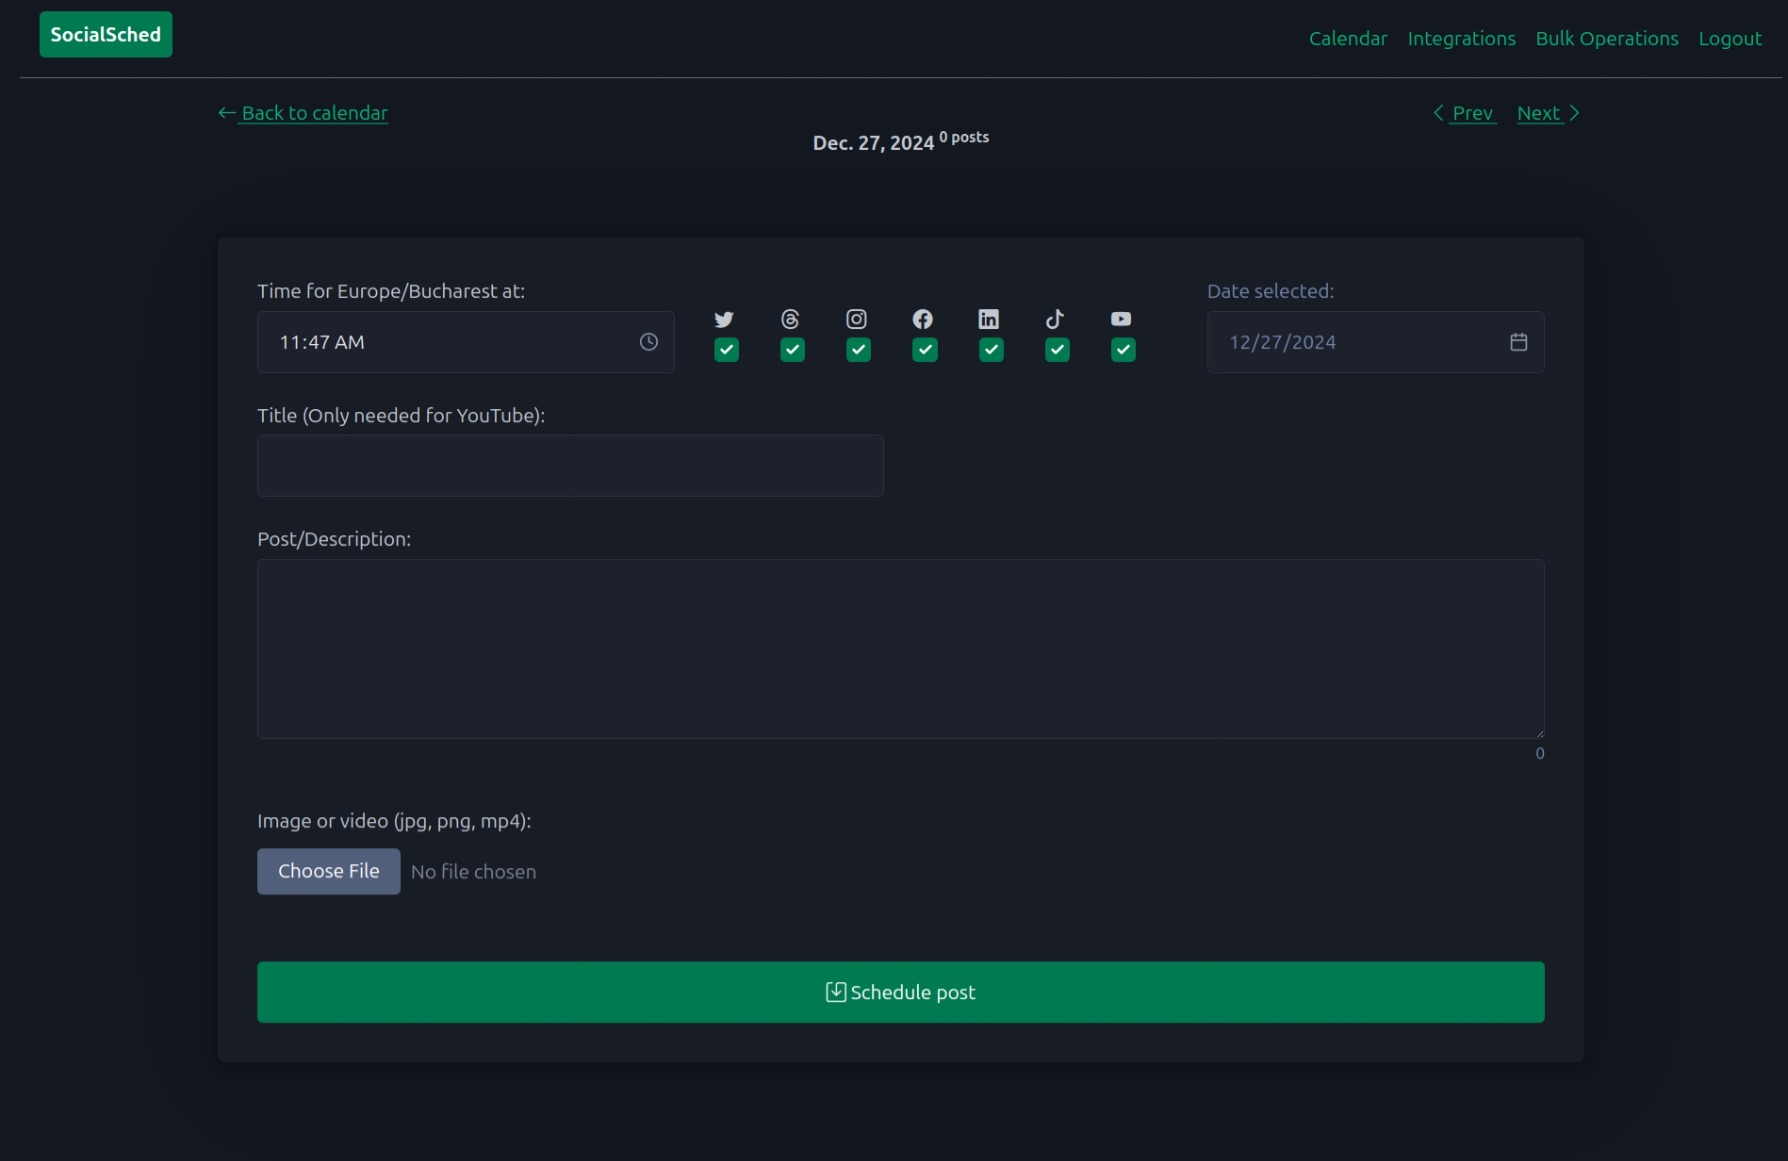 SocialSched
Calendar Integrations Bulk Operations Logout
Back to calendar
Prev Next
Dec. 27, 2024 0 posts
Time for Europe/Bucharest at:
Date selected:
11:47 AM
12/27/2024
Title (Only needed for YouTube):
Post/Description:
0
Image or video (jpg, png, mp4):
Choose File No file chosen
Schedule post